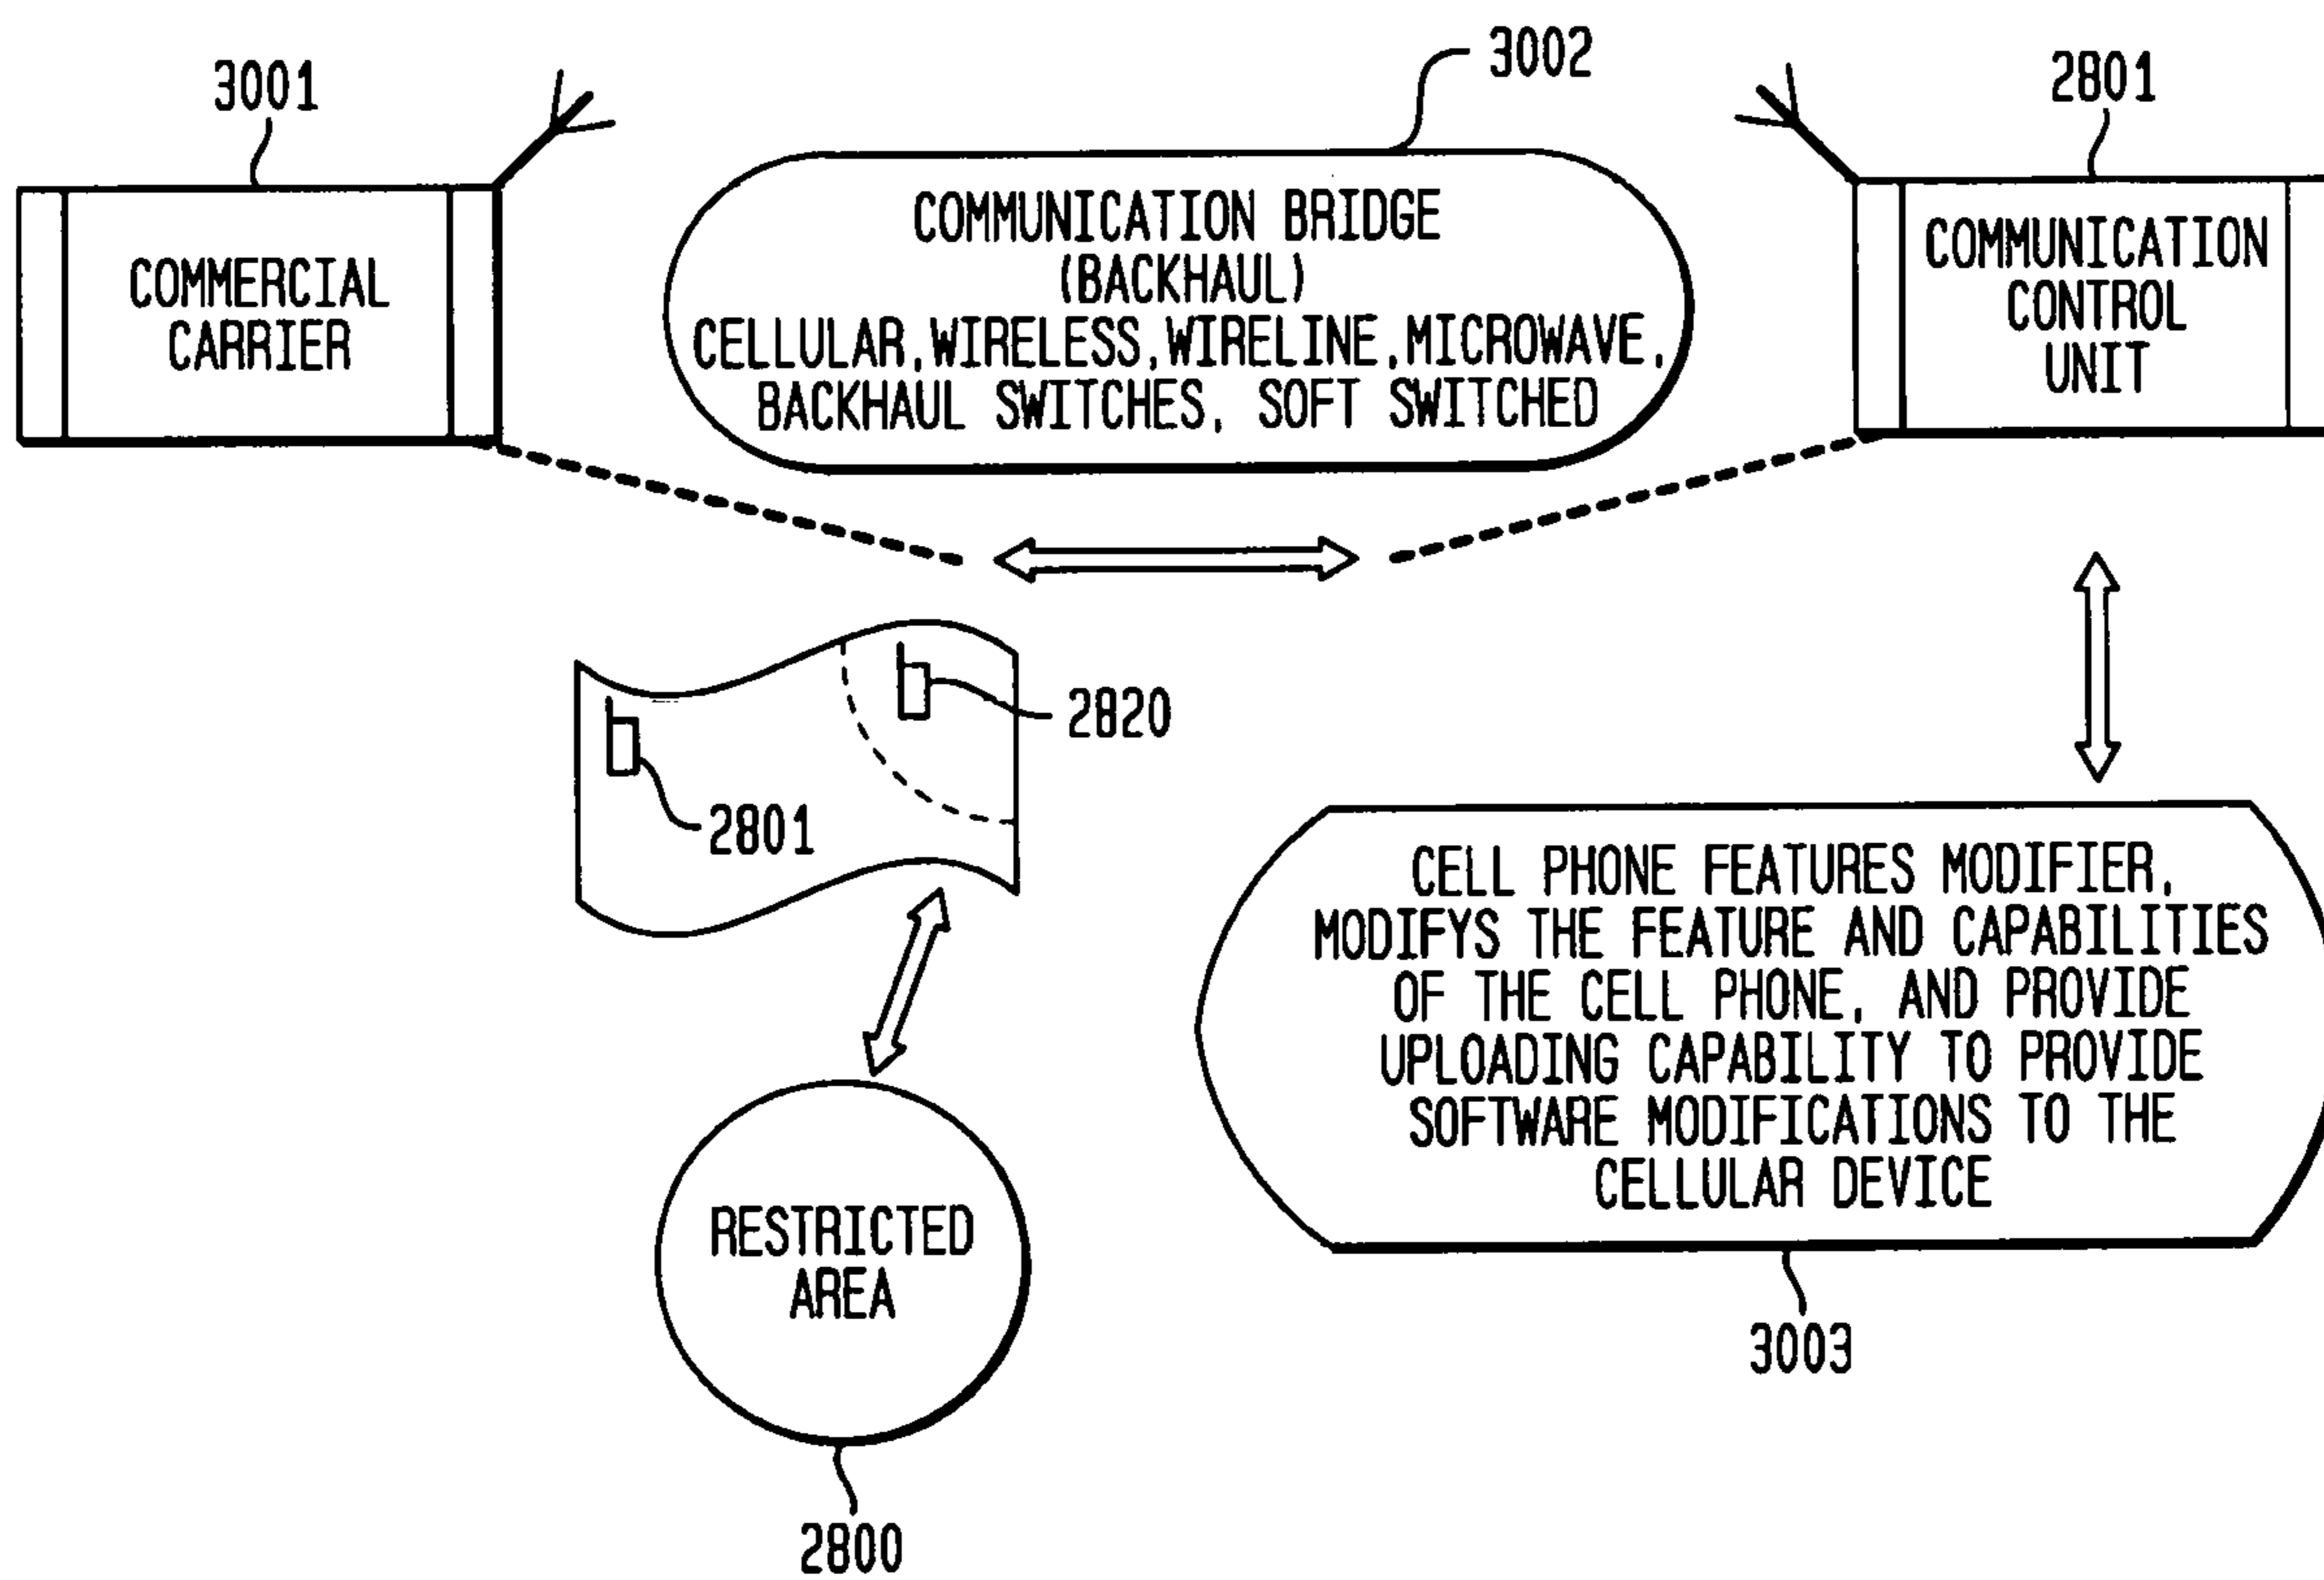 3001
3002
2801
COMMERCIAL
CARRIER
COMMUNICATION BRIDGE
(BACKHAUL)
CELLULAR, WIRELESS, WIRELINE, MICROWAVE,
BACKHAUL SWITCHES, SOFT SWITCHED
COMMUNICATION
CONTROL
UNIT
2820
2801
CELL PHONE FEATURES MODIFIER,
MODIFYS THE FEATURE AND CAPABILITIES
OF THE CELL PHONE, AND PROVIDE
UPLOADING CAPABILITY TO PROVIDE
SOFTWARE MODIFICATIONS TO THE
CELLULAR DEVICE
3003
RESTRICTED
AREA
2800